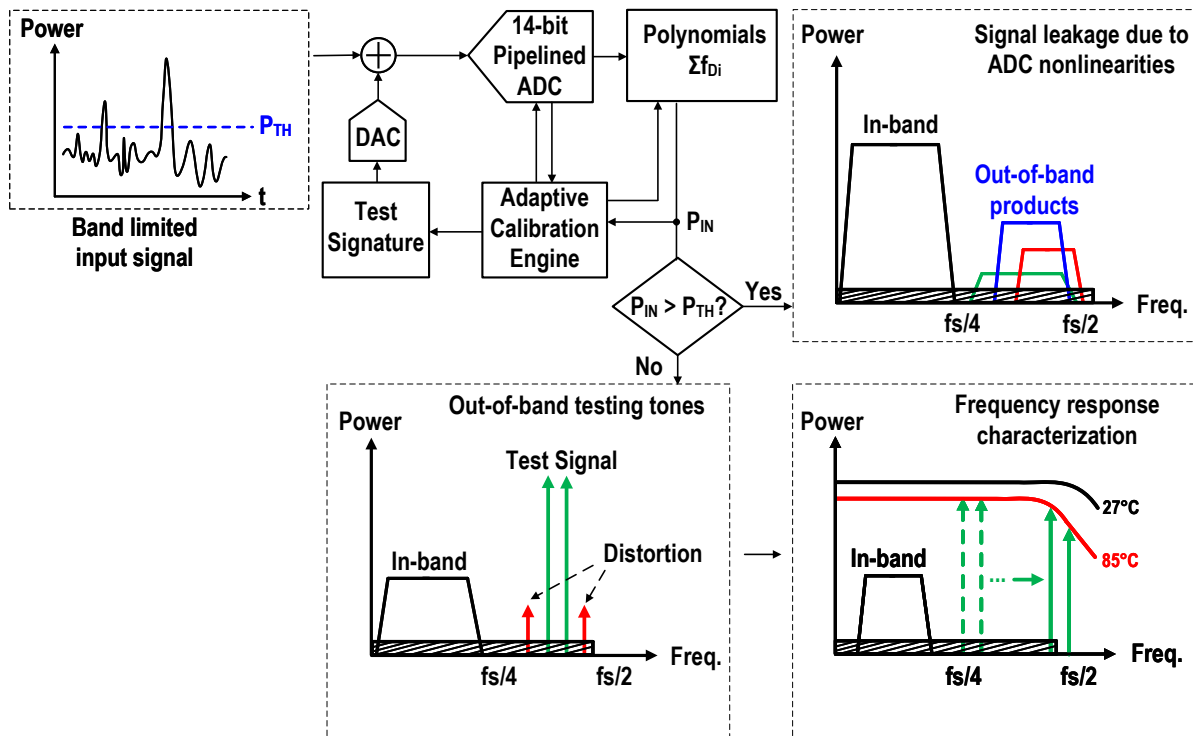 Power
P_TH
t
Band limited
input signal
14-bit
Pipelined
ADC
Polynomials
Σf_Di
DAC
Test
Signature
Adaptive
Calibration
Engine
P_IN
P_IN > P_TH?
Yes
No
Power
Signal leakage due to
ADC nonlinearities
In-band
Out-of-band
products
fs/4
fs/2
Freq.
Out-of-band testing tones
Power
Test Signal
In-band
Distortion
fs/4
fs/2
Freq.
Frequency response
characterization
Power
27°C
85°C
In-band
...
fs/4
fs/2
Freq.